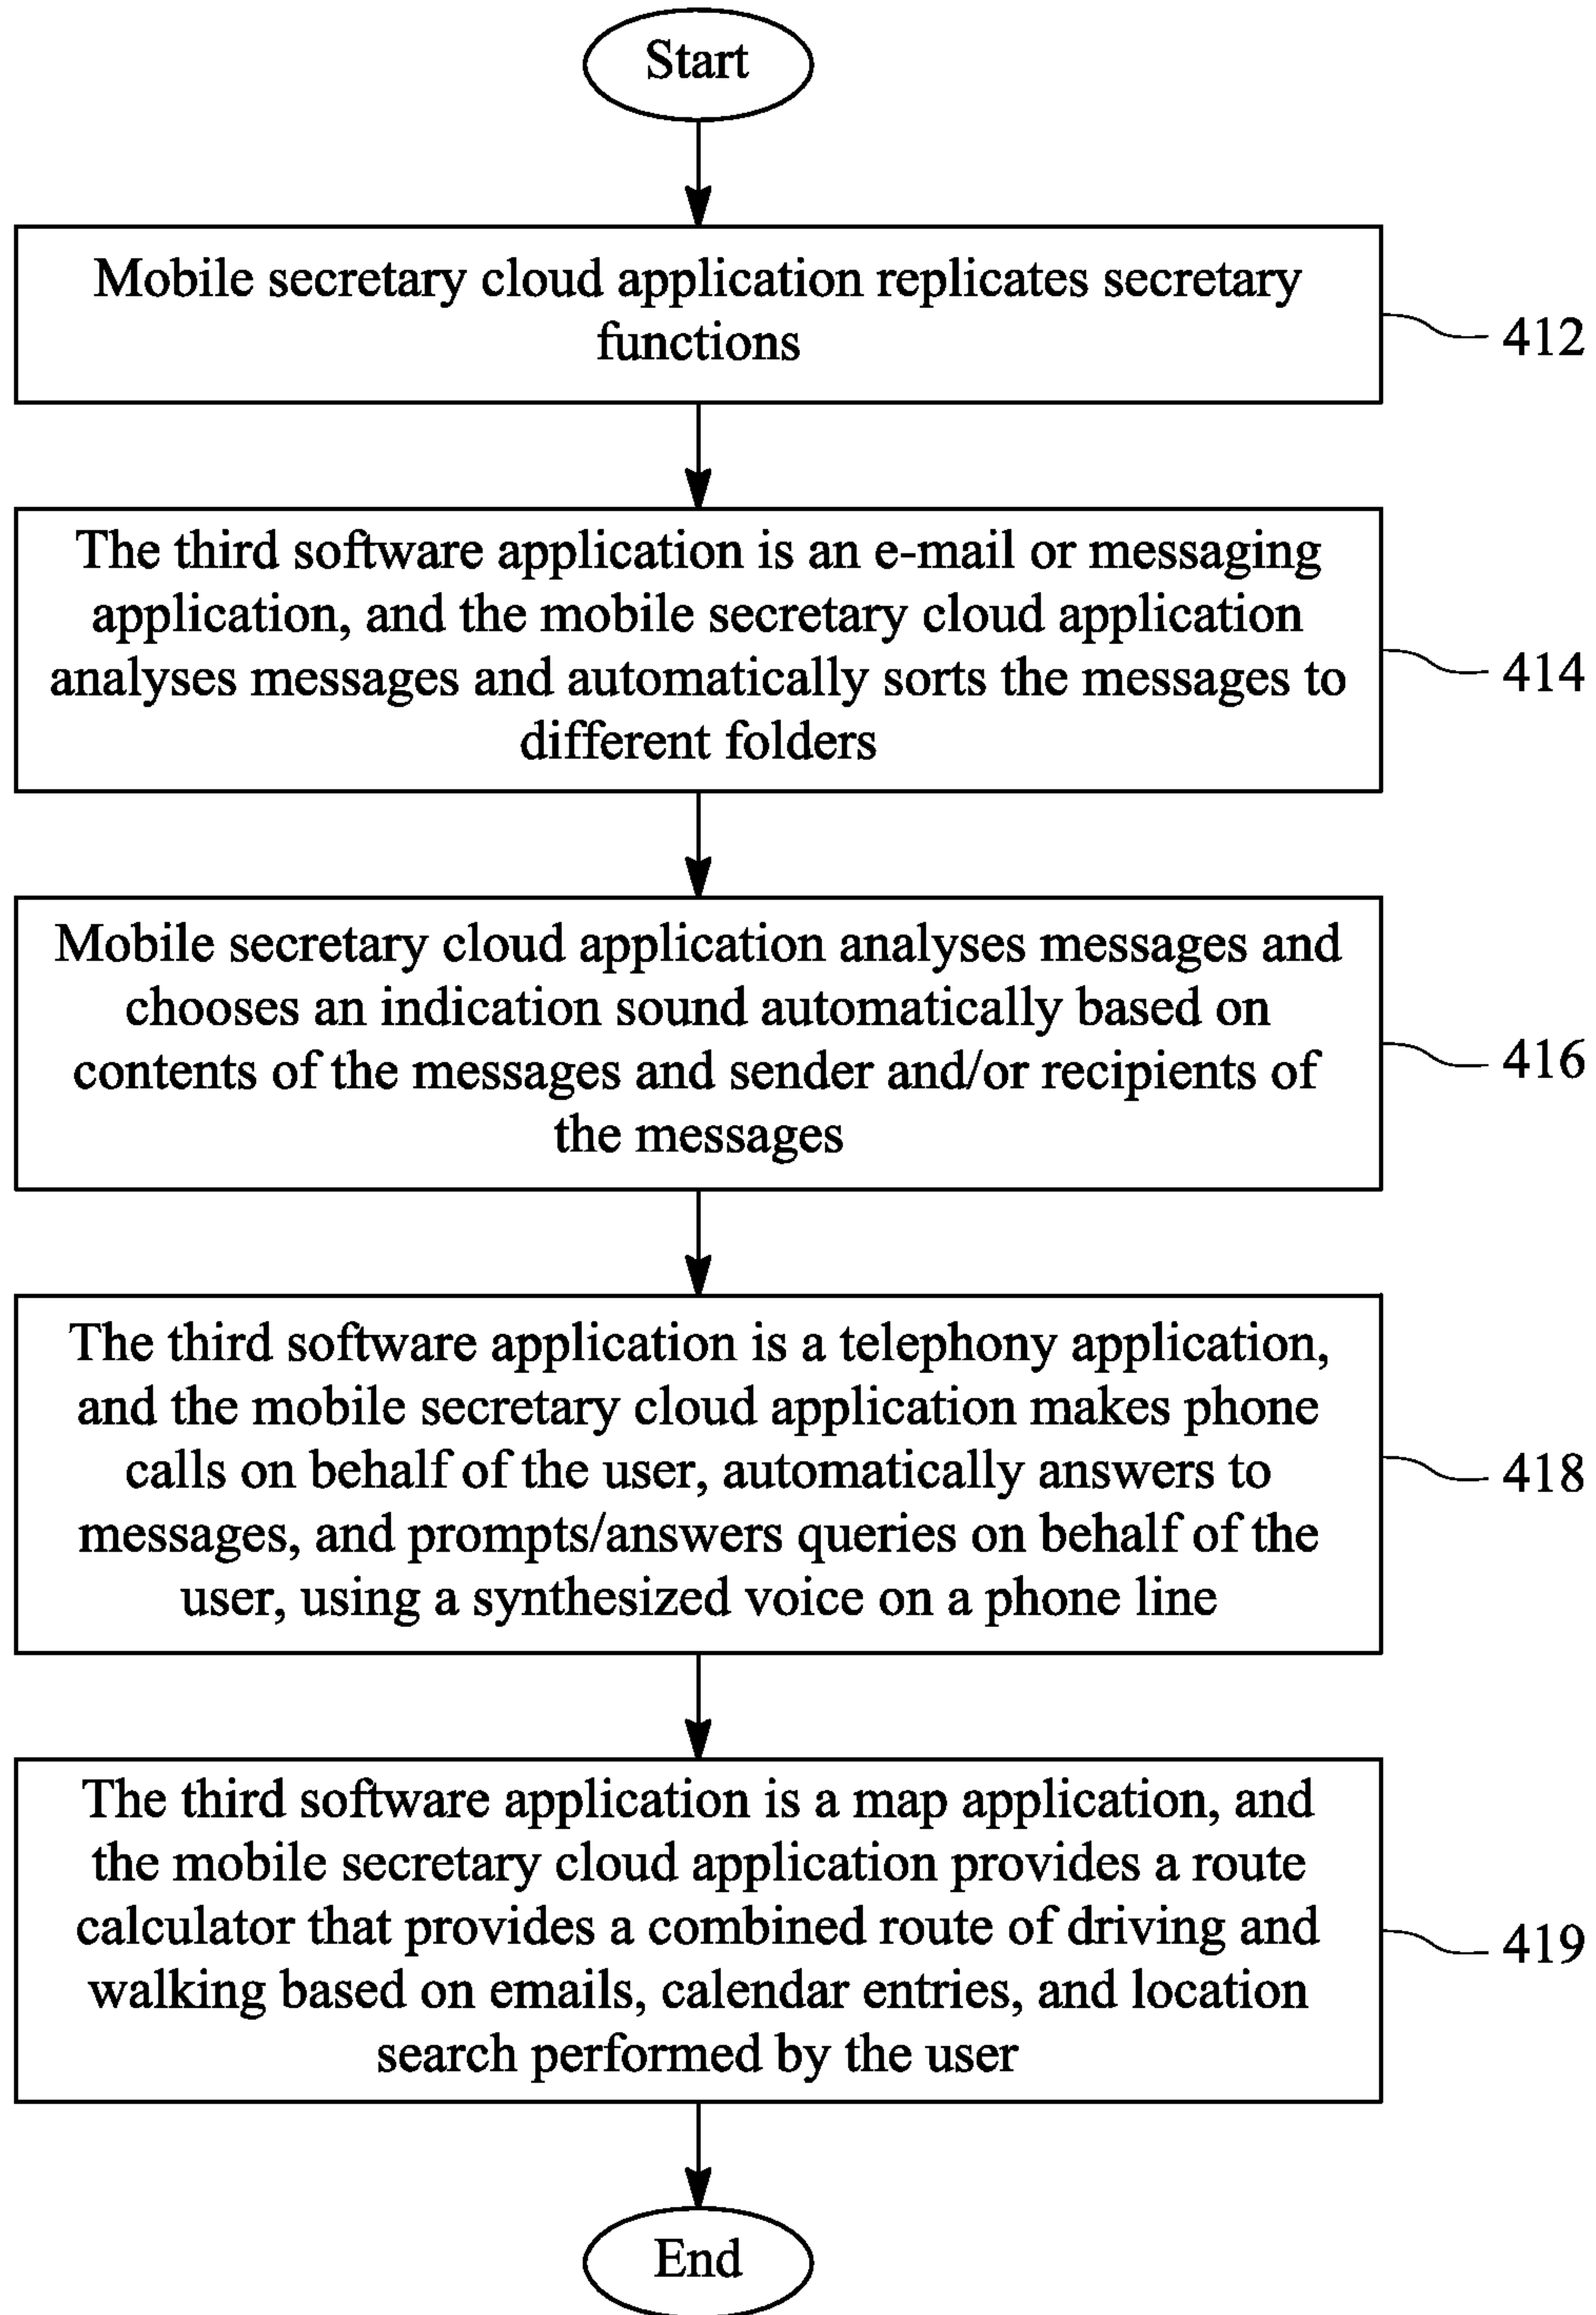 Start
Mobile secretary cloud application replicates secretary
functions
412
The third software application is an e-mail or messaging
application, and the mobile secretary cloud application
analyses messages and automatically sorts the messages to
different folders
414
Mobile secretary cloud application analyses messages and
chooses an indication sound automatically based on
contents of the messages and sender and/or recipients of
the messages
416
The third software application is a telephony application,
and the mobile secretary cloud application makes phone
calls on behalf of the user, automatically answers to
messages, and prompts/answers queries on behalf of the
user, using a synthesized voice on a phone line
418
The third software application is a map application, and
the mobile secretary cloud application provides a route
calculator that provides a combined route of driving and
walking based on emails, calendar entries, and location
search performed by the user
419
End